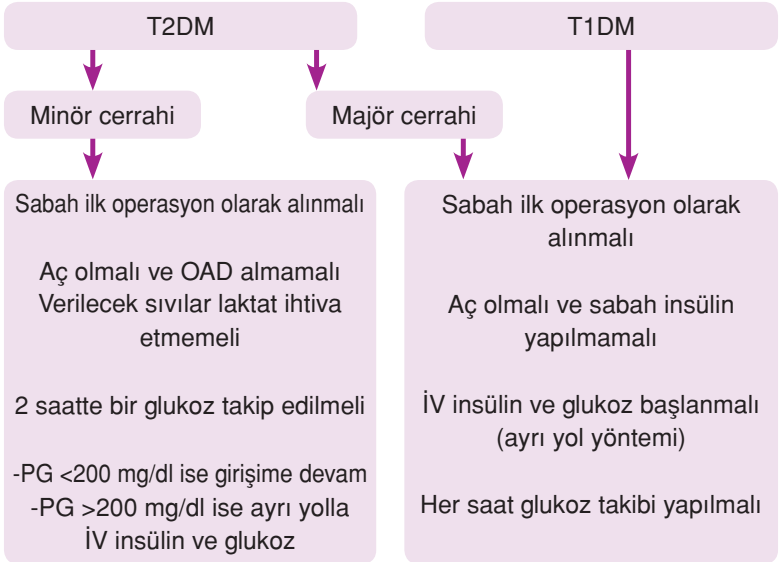 T2DM
T1DM
Minör cerrahi
Majör cerrahi
Sabah ilk operasyon olarak alınmalı
Aç olmalı ve OAD almamalı
Verilecek sıvılar laktat ihtiva
etmemeli
2 saatte bir glukoz takip edilmeli
-PG <200 mg/dl ise girişime devam
-PG >200 mg/dl ise ayrı yolla
İV insülin ve glukoz
Sabah ilk operasyon olarak
alınmalı
Aç olmalı ve sabah insülin
yapılmamalı
İV insülin ve glukoz başlanmalı
(ayrı yol yöntemi)
Her saat glukoz takibi yapılmalı